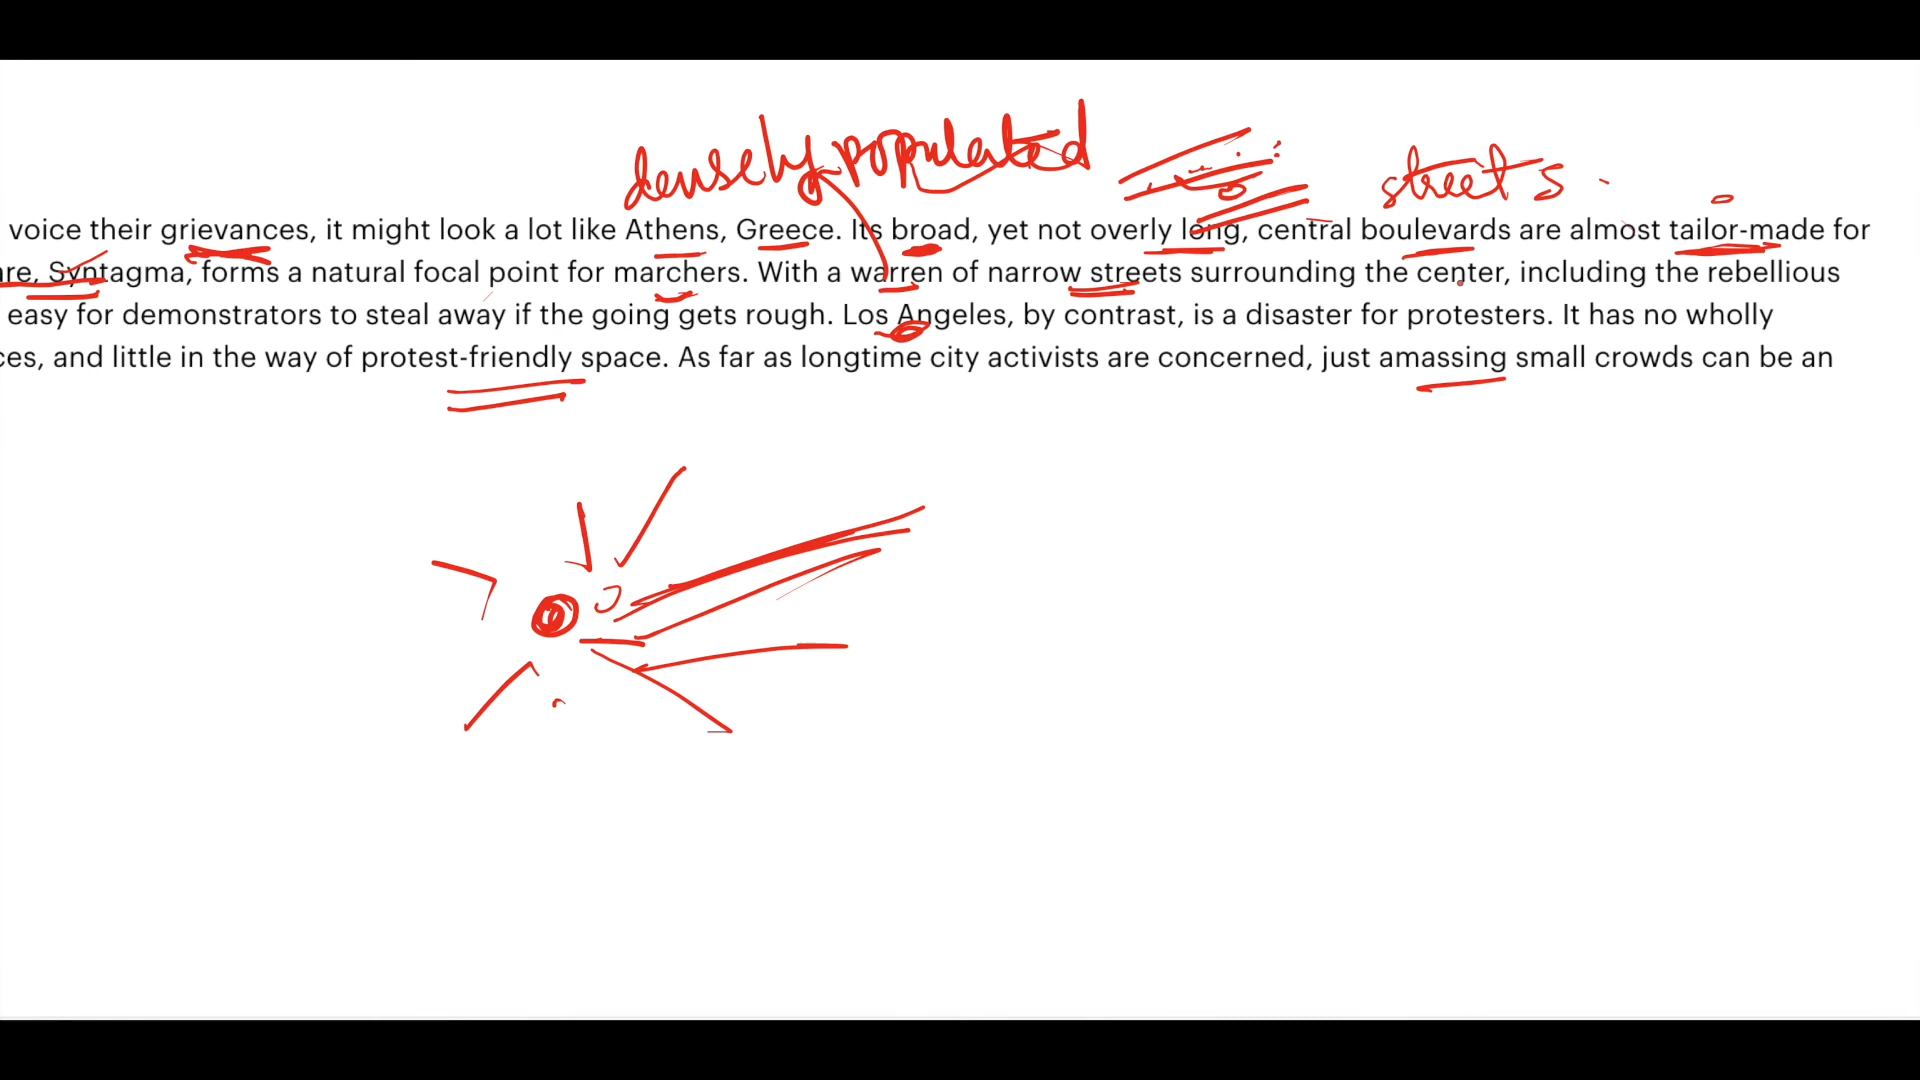 densely populated
streets
voice their grievances, it might look a lot like Athens, Greece. Its broad, yet not overly long, central boulevards are almost tailor-made for
re, Syntagma, forms a natural focal point for marchers. With a warren of narrow streets surrounding the center, including the rebellious
easy for demonstrators to steal away if the going gets rough. Los Angeles, by contrast, is a disaster for protesters. It has no wholly
ces, and little in the way of protest-friendly space. As far as longtime city activists are concerned, just amassing small crowds can be an